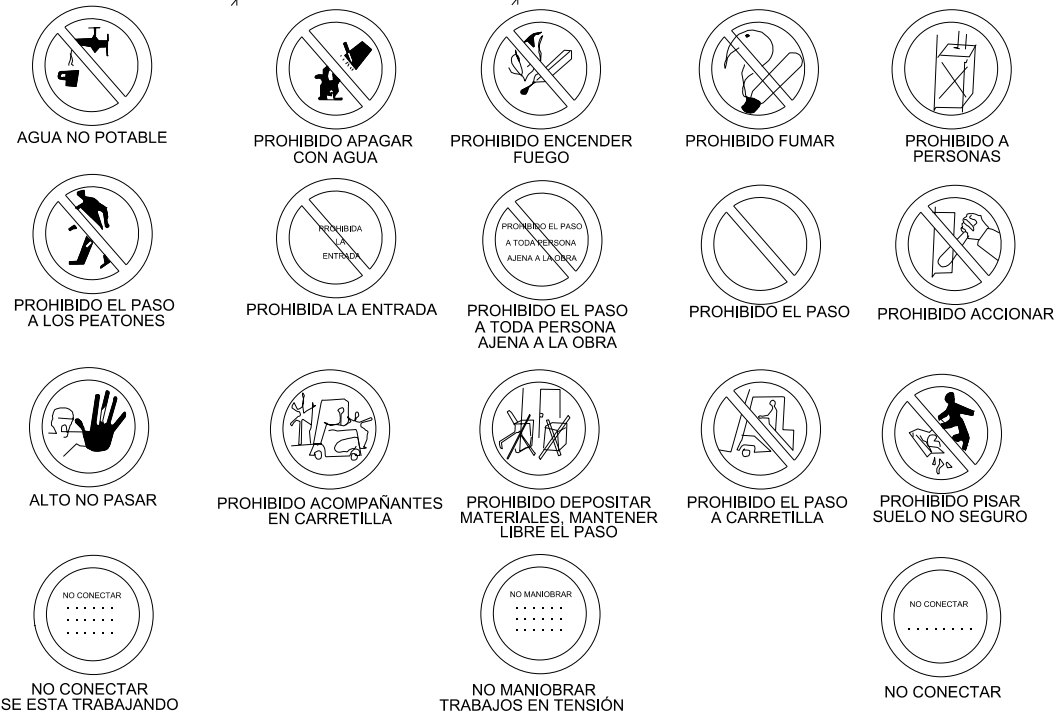 AGUA NO POTABLE
PROHIBIDO APAGAR
CON AGUA
PROHIBIDO ENCENDER
FUEGO
PROHIBIDO FUMAR
PROHIBIDO A
PERSONAS
PROHIBIDO EL PASO
A LOS PEATONES
PROHIBIDA
LA
ENTRADA
PROHIBIDA LA ENTRADA
PROHIBIDO EL PASO
A TODA PERSONA
AJENA A LA OBRA
PROHIBIDO EL PASO
A TODA PERSONA
AJENA A LA OBRA
PROHIBIDO EL PASO
PROHIBIDO ACCIONAR
ALTO NO PASAR
PROHIBIDO ACOMPAÑANTES
EN CARRETILLA
PROHIBIDO DEPOSITAR
MATERIALES, MANTENER
LIBRE EL PASO
PROHIBIDO EL PASO
A CARRETILLA
PROHIBIDO PISAR
SUELO NO SEGURO
NO CONECTAR
NO CONECTAR
SE ESTA TRABAJANDO
NO MANIOBRAR
NO MANIOBRAR
TRABAJOS EN TENSIÓN
NO CONECTAR
NO CONECTAR